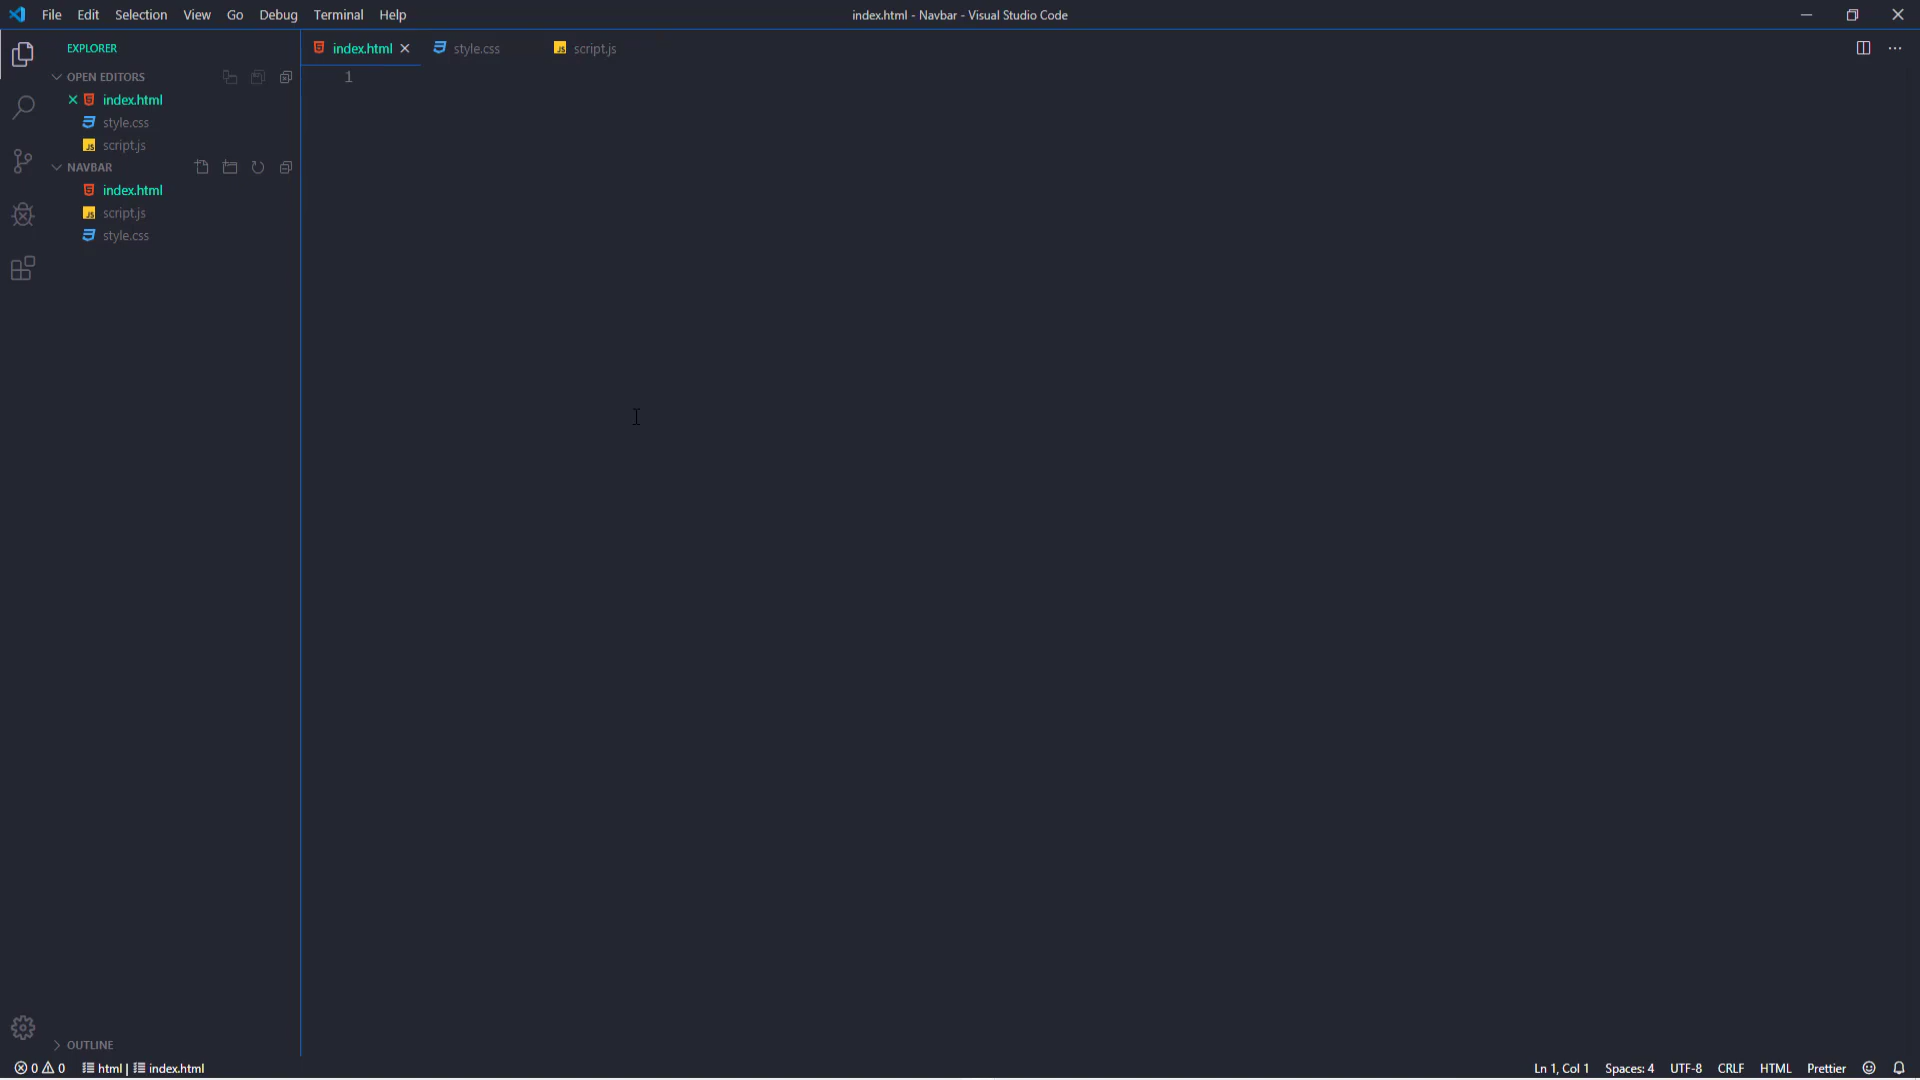 File Edit Selection View Go Debug Terminal Help
index.html - Navbar - Visual Studio Code
EXPLORER
index.html
style.css
script.js
OPEN EDITORS
1
index.html
style.css
script.js
NAVBAR
index.html
script.js
style.css
OUTLINE
0 0 html | index.html
Ln 1, Col 1 Spaces: 4 UTF-8 CRLF HTML Prettier